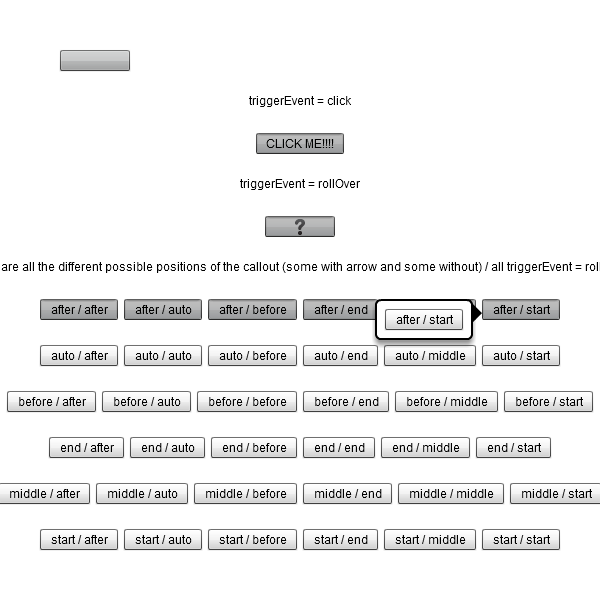 triggerEvent = click
CLICK ME!!!!
triggerEvent = rollOver
?
are all the different possible positions of the callout (some with arrow and some without) / all triggerEvent = roll
after / after after / auto after / before after / end after / start after / start
auto / after auto / auto auto / before auto / end auto / middle auto / start
before / after before / auto before / before before / end before / middle before / start
end / after end / auto end / before end / end end / middle end / start
middle / after middle / auto middle / before middle / end middle / middle middle / start
start / after start / auto start / before start / end start / middle start / start